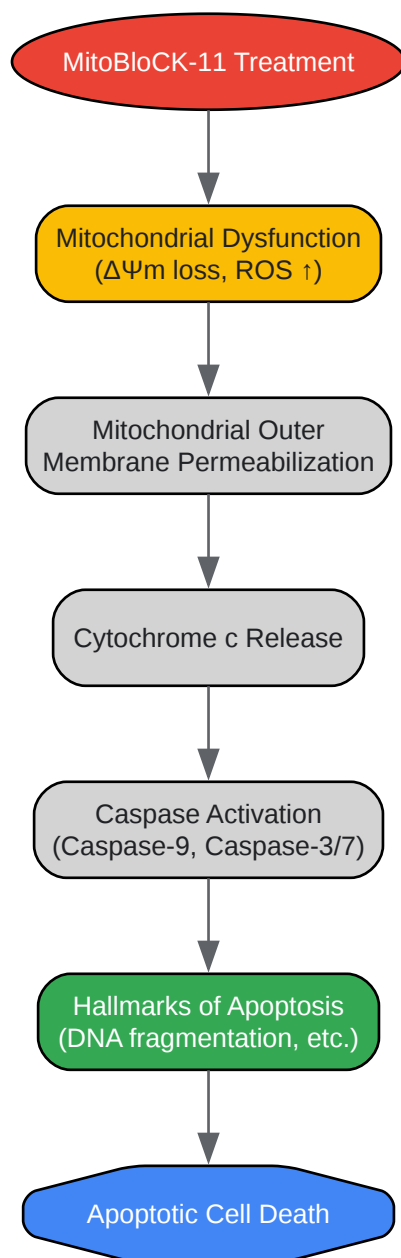 MitoBloCK-11 Treatment
Mitochondrial Dysfunction
(ΔΨm loss, ROS ↑)
Mitochondrial Outer
Membrane Permeabilization
Cytochrome c Release
Caspase Activation
(Caspase-9, Caspase-3/7)
Hallmarks of Apoptosis
(DNA fragmentation, etc.)
Apoptotic Cell Death